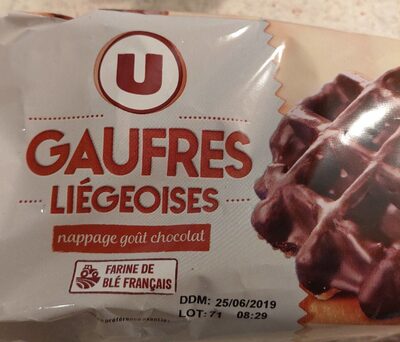 U
GAUFRES
LIÉGEOISES
nappage goût chocolat
FARINE DE
BLÉ FRANÇAIS
DDM: 25/06/2019
LOT: 71 08:29